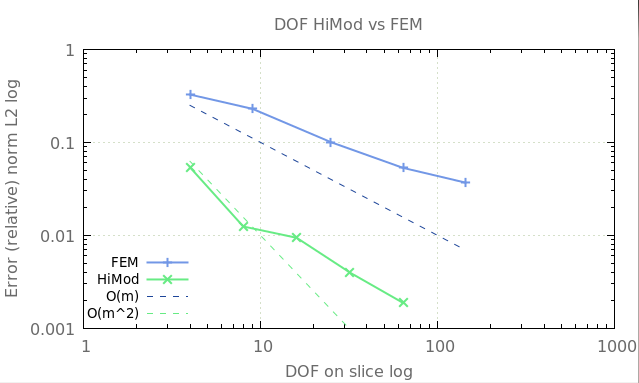 DOF HiMod vs FEM
Error (relative) norm L2 log
1
0.1
0.01
0.001
FEM
HiMod
O(m)
O(m^2)
1
10
100
1000
DOF on slice log